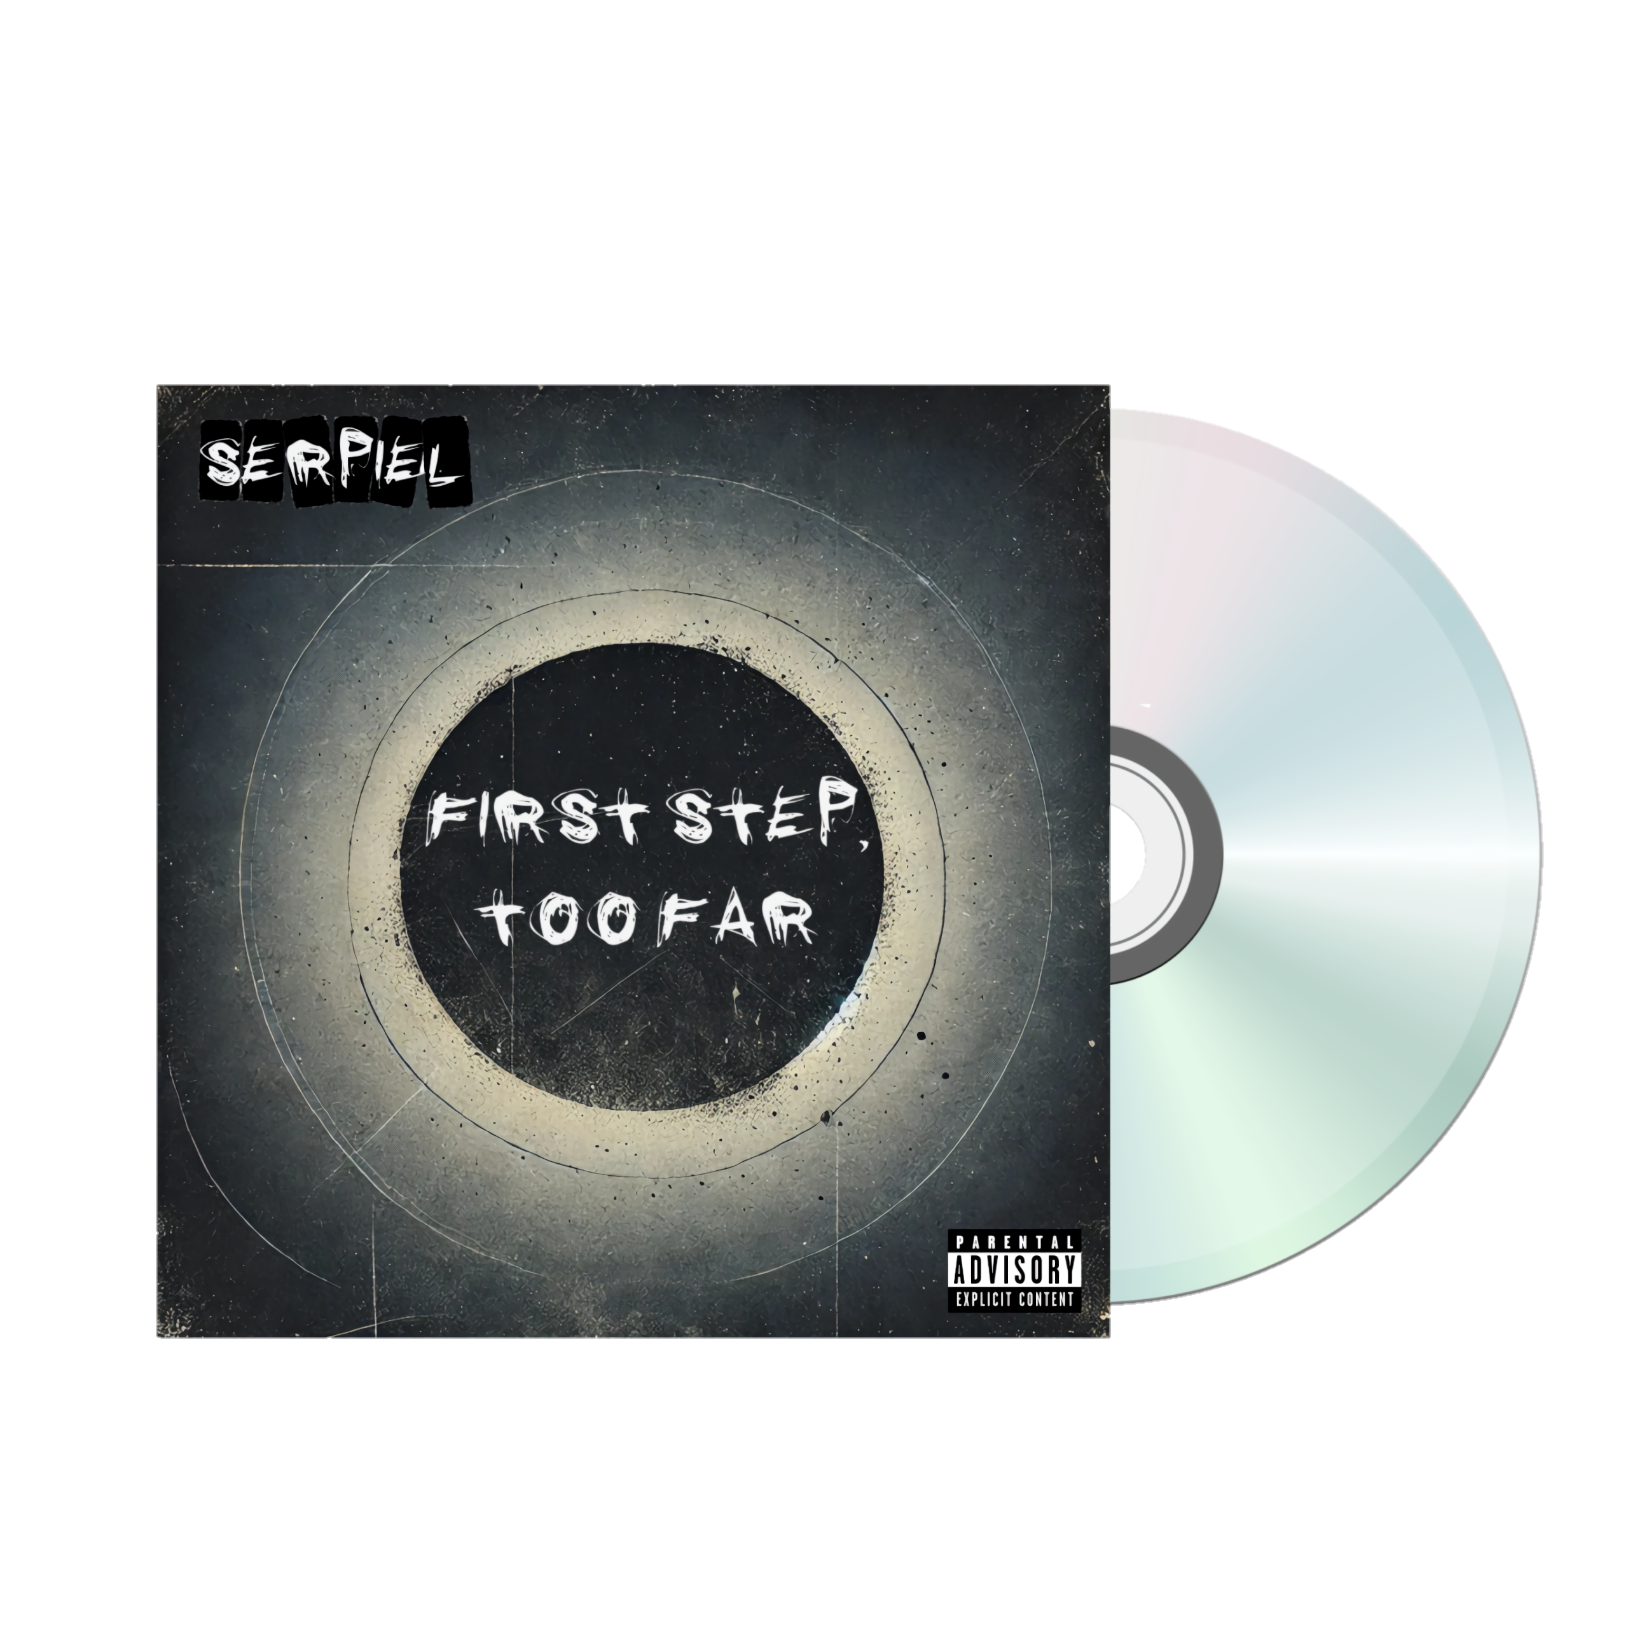 SERPIEL
FIRST STEP,
TOO FAR
PARENTAL
ADVISORY
EXPLICIT CONTENT